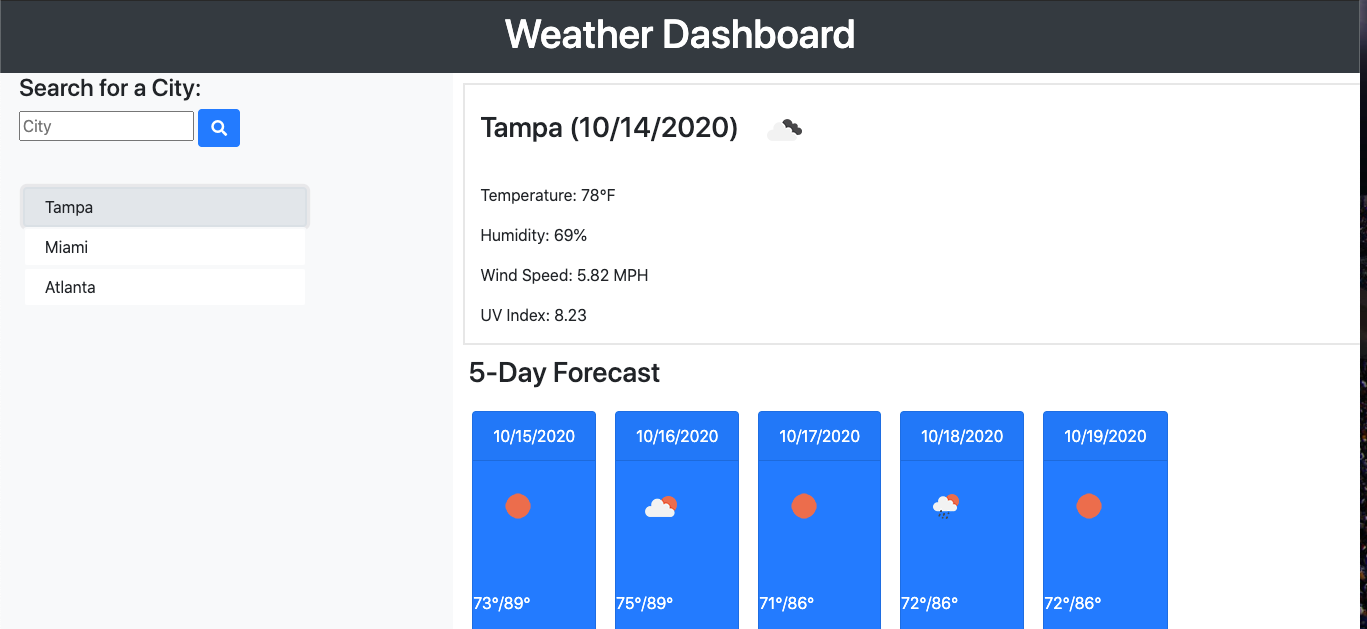 Weather Dashboard
Search for a City:
City
Tampa
Miami
Atlanta
Tampa (10/14/2020)
Temperature: 78°F
Humidity: 69%
Wind Speed: 5.82 MPH
UV Index: 8.23
5-Day Forecast
10/15/2020 10/16/2020 10/17/2020 10/18/2020 10/19/2020
73°/89° 75°/89° 71°/86° 72°/86° 72°/86°